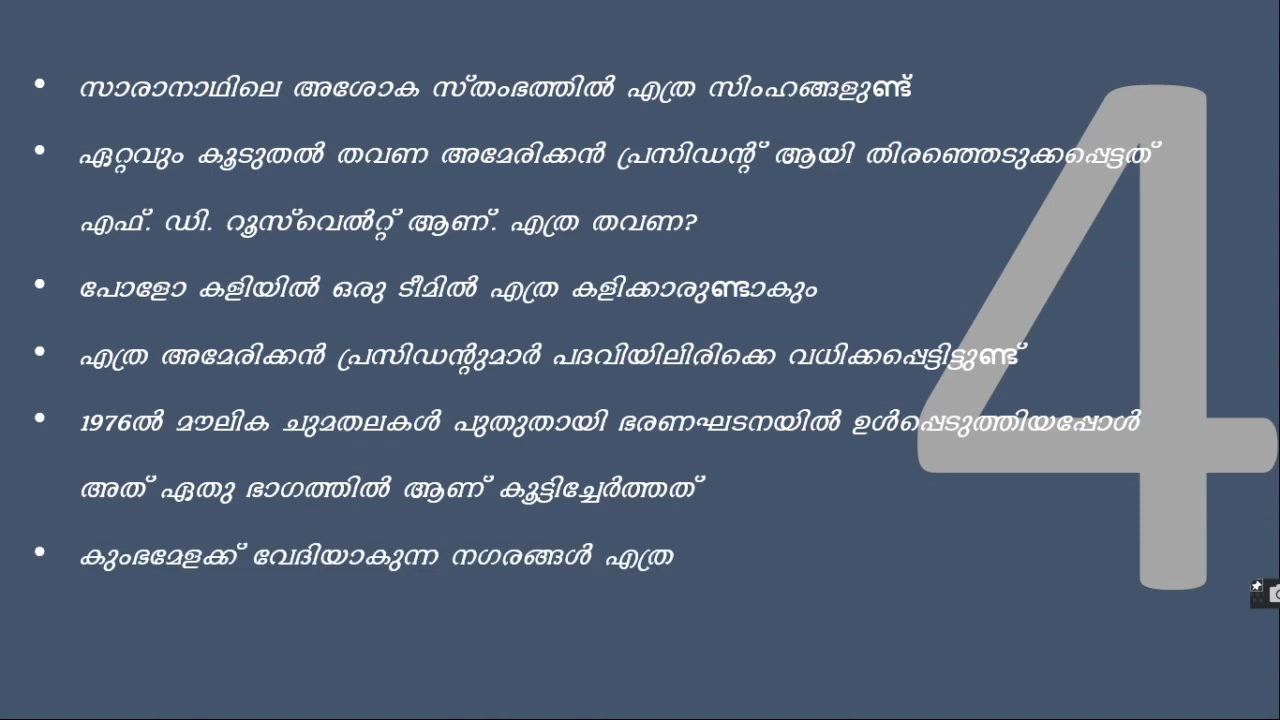 • സാരാനാഥിലെ അശോക സ്തംഭത്തിൽ എത്ര സിംഹങ്ങളുണ്ട്
• ഏറ്റവും കൂടുതൽ തവണ അമേരിക്കൻ പ്രസിഡന്റ് ആയി തിരഞ്ഞെടുക്കപ്പെട്ടത്
എഫ്. ഡി. റൂസ്‌വെൽറ്റ് ആണ്. എത്ര തവണ?
• പോളോ കളിയിൽ ഒരു ടീമിൽ എത്ര കളിക്കാരുണ്ടാകും
• എത്ര അമേരിക്കൻ പ്രസിഡന്റുമാർ പദവിയിലിരിക്കെ വധിക്കപ്പെട്ടിട്ടുണ്ട്
• 1976ൽ മൗലിക ചുമതലകൾ പുതുതായി ഭരണഘടനയിൽ ഉൾപ്പെടുത്തിയപ്പോൾ
അത് ഏതു ഭാഗത്തിൽ ആണ് കൂട്ടിച്ചേർത്തത്
• കുംഭമേളക്ക് വേദിയാകുന്ന നഗരങ്ങൾ എത്ര
4